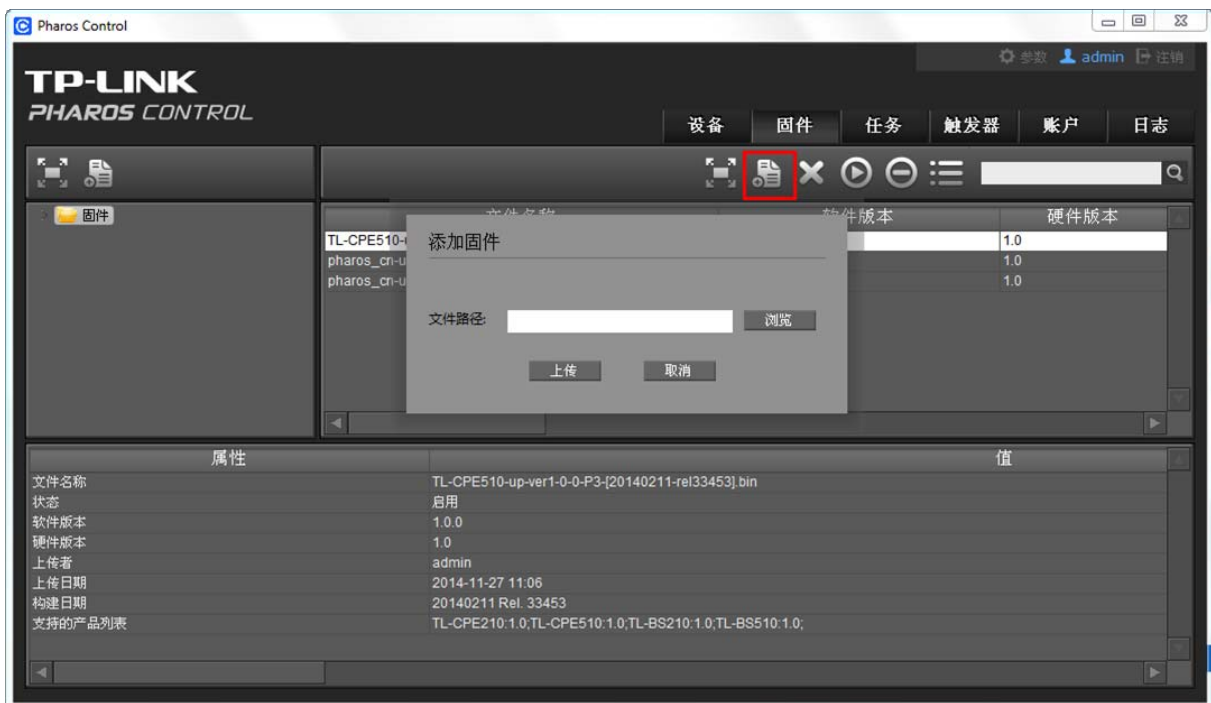 Pharos Control
参数 admin 注销
TP-LINK
PHAROS CONTROL
设备 固件 任务 触发器 账户 日志
固件
软件版本 硬件版本
TL-CPE510- 1.0
pharos_cn-u 1.0
pharos_cn-u 1.0
添加固件
文件路径: 浏览
上传 取消
属性 值
文件名称 TL-CPE510-up-ver1-0-0-P3-[20140211-rel33453].bin
状态 启用
软件版本 1.0.0
硬件版本 1.0
上传者 admin
上传日期 2014-11-27 11:06
构建日期 20140211 Rel. 33453
支持的产品列表 TL-CPE210:1.0;TL-CPE510:1.0;TL-BS210:1.0;TL-BS510:1.0;